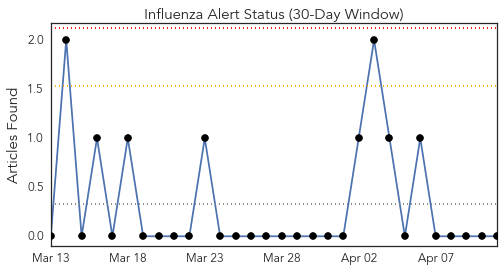 Influenza Alert Status (30-Day Window)
Articles Found
2.0
1.5
1.0
0.5
0.0
Mar 13 Mar 18 Mar 23 Mar 28 Apr 02 Apr 07